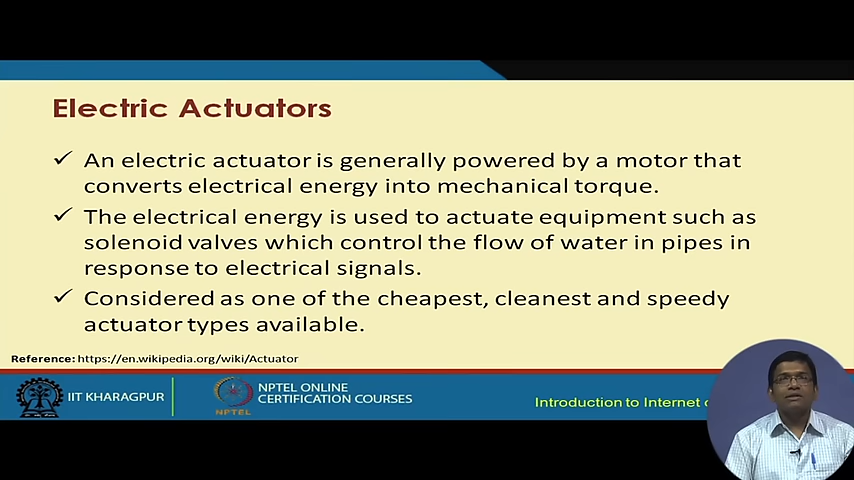 Electric Actuators
✓ An electric actuator is generally powered by a motor that
converts electrical energy into mechanical torque.
✓ The electrical energy is used to actuate equipment such as
solenoid valves which control the flow of water in pipes in
response to electrical signals.
✓ Considered as one of the cheapest, cleanest and speedy
actuator types available.
Reference: https://en.wikipedia.org/wiki/Actuator
IIT KHARAGPUR
NPTEL
NPTEL ONLINE
CERTIFICATION COURSES
Introduction to Internet